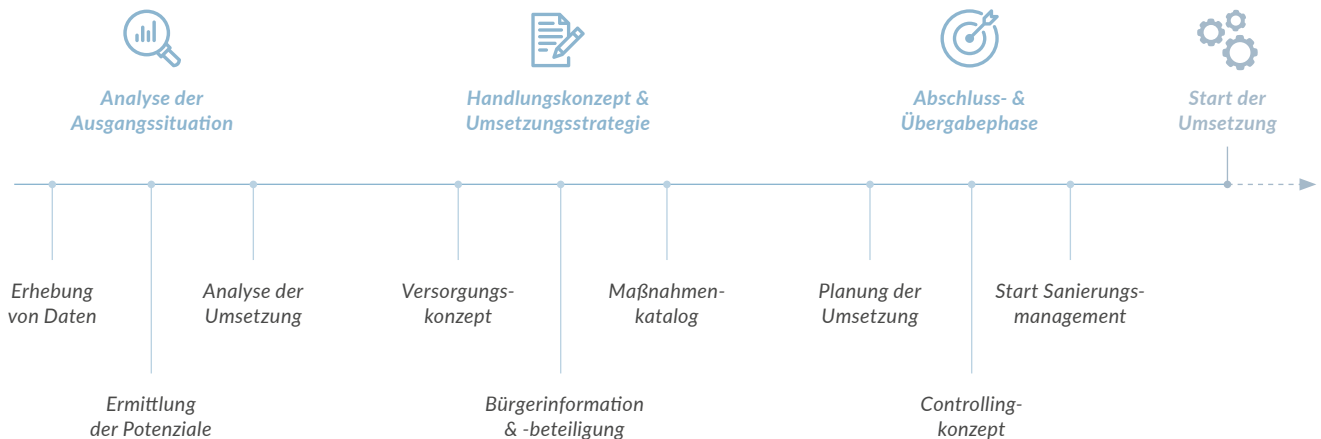 Analyse der
Ausgangssituation
Handlungskonzept &
Umsetzungsstrategie
Abschluss- &
Übergabephase
Start der
Umsetzung
Erhebung
von Daten
Analyse der
Umsetzung
Versorgungs-
konzept
Maßnahmen-
katalog
Planung der
Umsetzung
Start Sanierungs-
management
Ermittlung
der Potenziale
Bürgerinformation
& -beteiligung
Controlling-
konzept